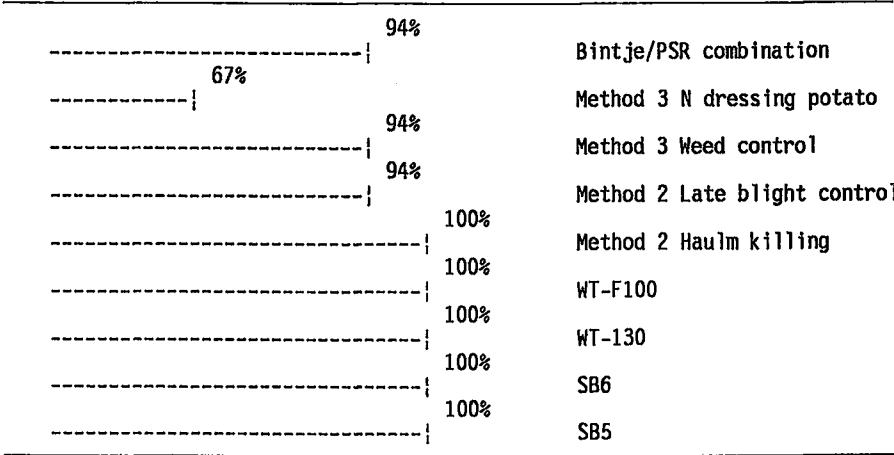 94%
Bintje/PSR combination
67%
Method 3 N dressing potato
94%
Method 3 Weed control
94%
Method 2 Late blight control
100%
Method 2 Haulm killing
100%
WT-F100
100%
WT-130
100%
SB6
100%
SB5